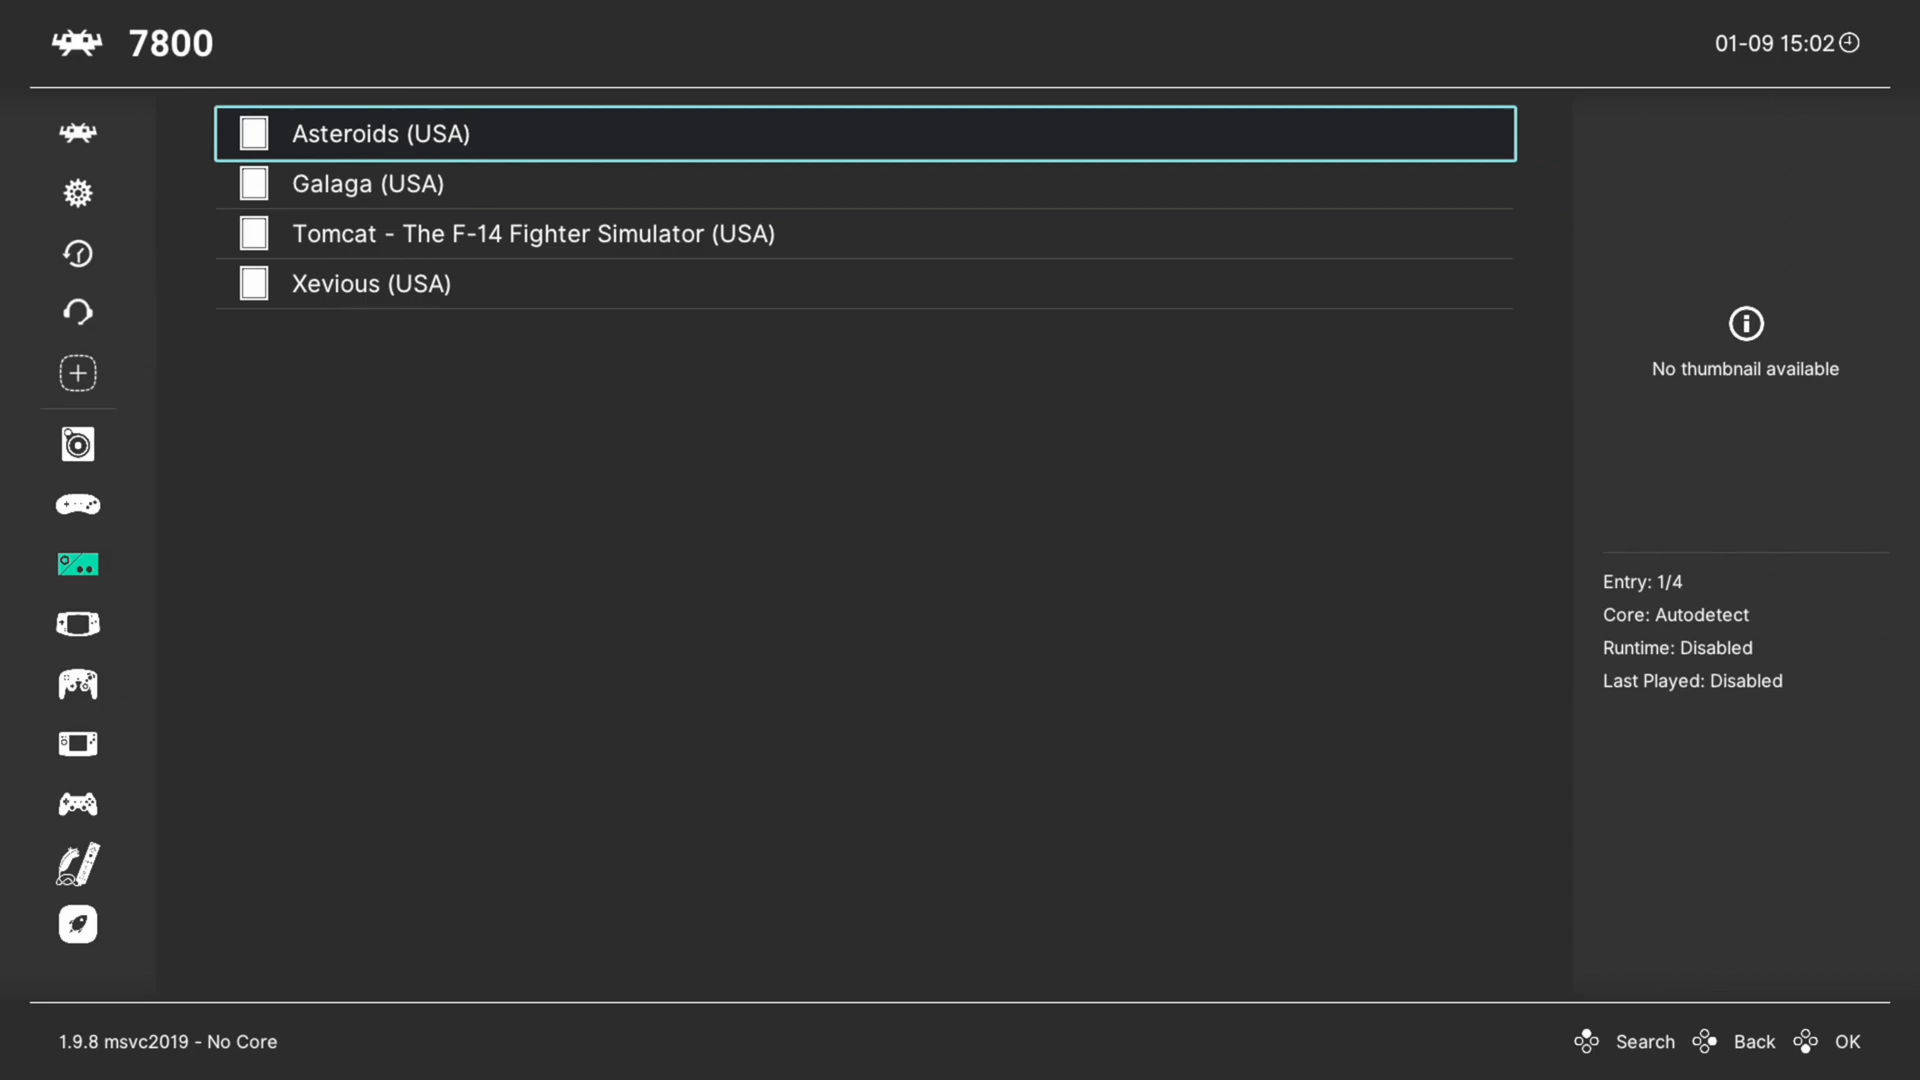 7800
01-09 15:02
Asteroids (USA)
Galaga (USA)
Tomcat - The F-14 Fighter Simulator (USA)
Xevious (USA)
No thumbnail available
Entry: 1/4
Core: Autodetect
Runtime: Disabled
Last Played: Disabled
1.9.8 msvc2019 - No Core
Search Back OK